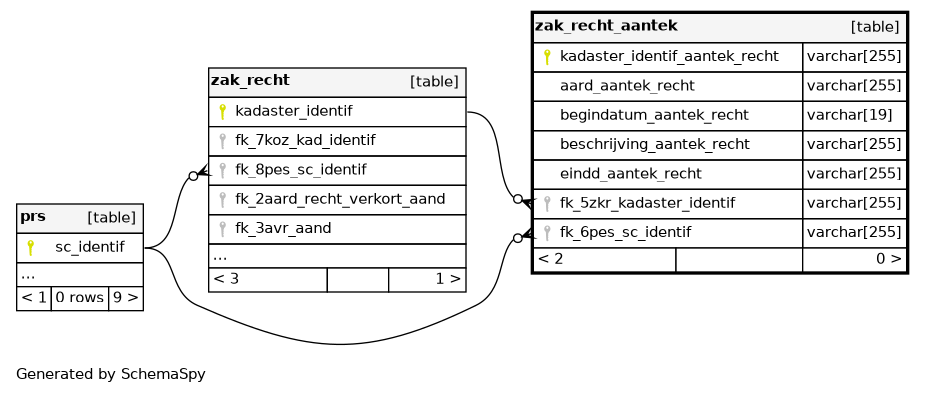 prs [table]
sc_identif
...
< 1 0 rows 9 >
zak_recht [table]
kadaster_identif
fk_7koz_kad_identif
fk_8pes_sc_identif
fk_2aard_recht_verkort_aand
fk_3avr_aand
...
< 3 1 >
zak_recht_aantek [table]
kadaster_identif_aantek_recht varchar[255]
aard_aantek_recht varchar[255]
begindatum_aantek_recht varchar[19]
beschrijving_aantek_recht varchar[255]
eindd_aantek_recht varchar[255]
fk_5zkr_kadaster_identif varchar[255]
fk_6pes_sc_identif varchar[255]
< 2 0 >
Generated by SchemaSpy